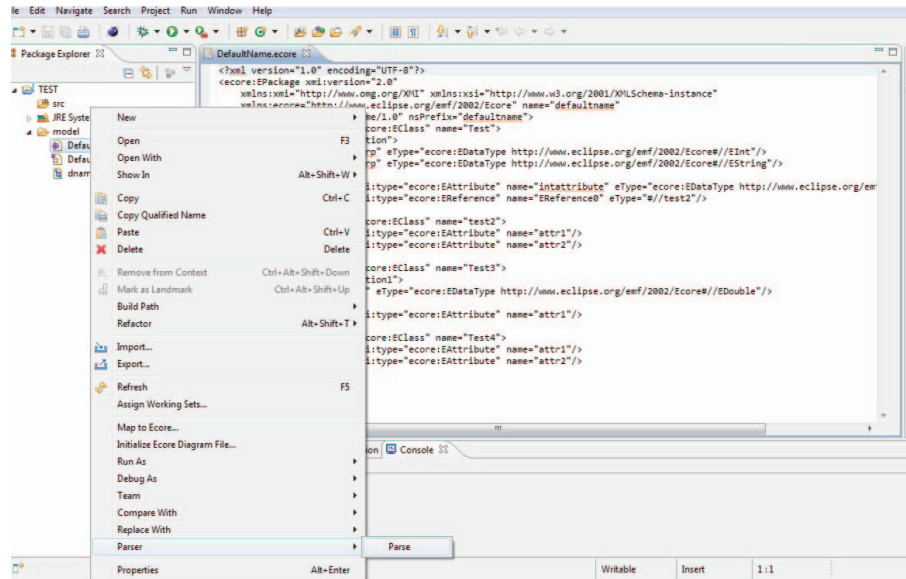 le Edit Navigate Search Project Run Window Help
Package Explorer
DefaultName.ecore
TEST
src
JRE Syste
model
Defau
Defau
dnam
<?xml version="1.0" encoding="UTF-8"?>
<ecore:EPackage xmi:version="2.0"
xmlns:xmi="http://www.omg.org/XMI" xmlns:xsi="http://www.w3.org/2001/XMLSchema-instance"
xmlns:ecore="http://www.eclipse.org/emf/2002/Ecore" name="defaultname"
me/1.0" nsPrefix="defaultname">
core:EClass" name="Test">
tion">
rp" eType="ecore:EDataType http://www.eclipse.org/emf/2002/Ecore#//EInt"/>
rp" eType="ecore:EDataType http://www.eclipse.org/emf/2002/Ecore#//EString"/>
i:type="ecore:EAttribute" name="intattribute" eType="ecore:EDataType http://www.eclipse.org/em
i:type="ecore:EReference" name="EReference0" eType="#//test2"/>
core:EClass" name="test2">
i:type="ecore:EAttribute" name="attr1"/>
i:type="ecore:EAttribute" name="attr2"/>
core:EClass" name="Test3">
tion1">
" eType="ecore:EDataType http://www.eclipse.org/emf/2002/Ecore#//EDouble"/>
i:type="ecore:EAttribute" name="attr1"/>
core:EClass" name="Test4">
i:type="ecore:EAttribute" name="attr1"/>
i:type="ecore:EAttribute" name="attr2"/>
New
Open F3
Open With
Show In Alt+Shift+W
Copy Ctrl+C
Copy Qualified Name
Paste Ctrl+V
Delete Delete
Remove from Context Ctrl+Alt+Shift+Down
Mark as Landmark Ctrl+Alt+Shift+Up
Build Path
Refactor Alt+Shift+T
Import...
Export...
Refresh F5
Assign Working Sets...
Map to Ecore...
Initialize Ecore Diagram File...
Run As
Debug As
Team
Compare With
Replace With
Parser
Parse
Properties Alt+Enter
ion
Console
Writable
Insert
1:1